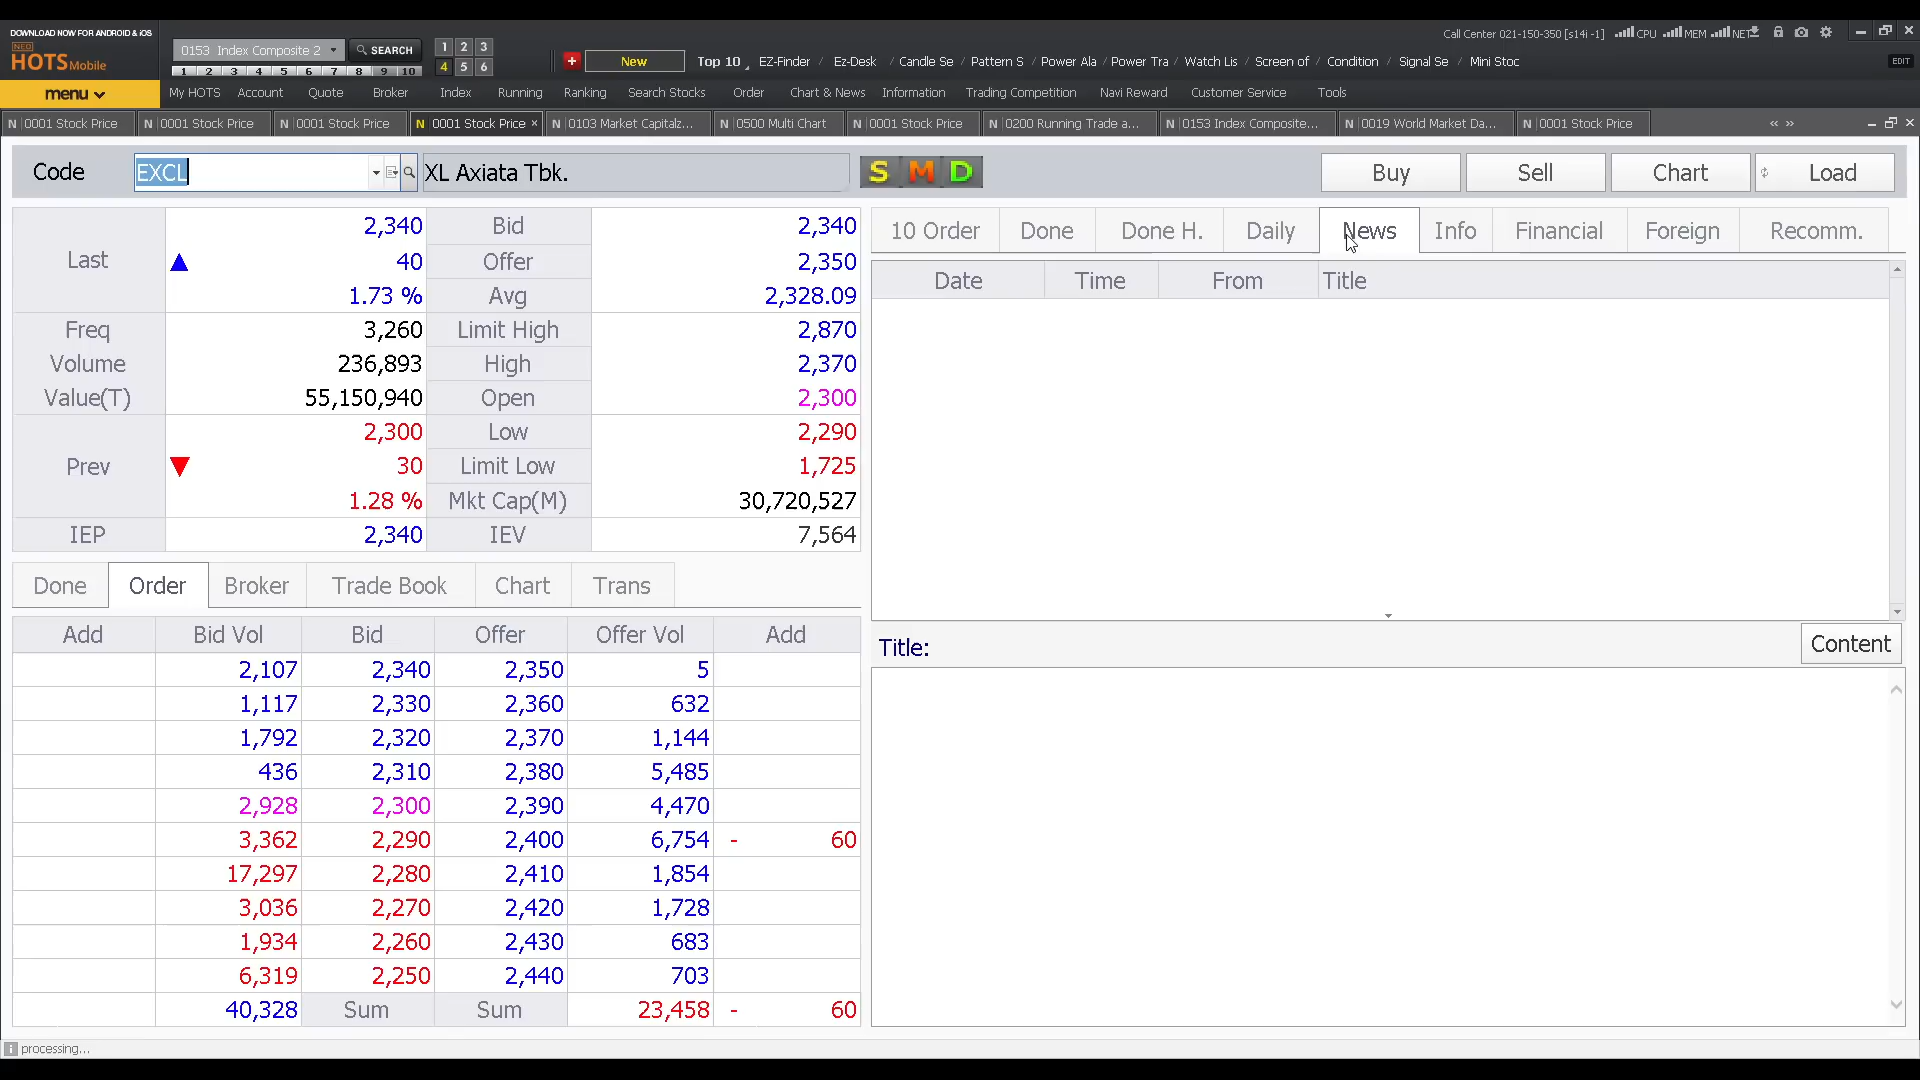 DOWNLOAD NOW FOR ANDROID & iOS
NEO
HOTS Mobile
0153 Index Composite 2 SEARCH 1 2 3 4 5 6
1 2 3 4 5 6 7 8 9 10
New Top 10 EZ-Finder / Ez-Desk / Candle Se / Pattern S / Power Ala / Power Tra / Watch Lis / Screen of / Condition / Signal Se / Mini Stoc
Call Center 021-150-350 [s14i -1] CPU MEM NET
EDIT
menu My HOTS Account Quote Broker Index Running Ranking Search Stocks Order Chart & News Information Trading Competition Navi Reward Customer Service Tools
N 0001 Stock Price N 0001 Stock Price N 0001 Stock Price N 0001 Stock Price × N 0103 Market Capitalz... N 0500 Multi Chart N 0001 Stock Price N 0200 Running Trade a... N 0153 Index Composite... N 0019 World Market Da... N 0001 Stock Price « »
Code EXCL XL Axiata Tbk. S M D Buy Sell Chart Load
Last 2,340 Bid 2,340
▲ 40 Offer 2,350
1.73 % Avg 2,328.09
Freq 3,260 Limit High 2,870
Volume 236,893 High 2,370
Value(T) 55,150,940 Open 2,300
Prev 2,300 Low 2,290
▼ 30 Limit Low 1,725
1.28 % Mkt Cap(M) 30,720,527
IEP 2,340 IEV 7,564
Done Order Broker Trade Book Chart Trans
Add Bid Vol Bid Offer Offer Vol Add
2,107 2,340 2,350 5
1,117 2,330 2,360 632
1,792 2,320 2,370 1,144
436 2,310 2,380 5,485
2,928 2,300 2,390 4,470
3,362 2,290 2,400 6,754 - 60
17,297 2,280 2,410 1,854
3,036 2,270 2,420 1,728
1,934 2,260 2,430 683
6,319 2,250 2,440 703
40,328 Sum Sum 23,458 - 60
10 Order Done Done H. Daily News Info Financial Foreign Recomm.
Date Time From Title
Title: Content
processing...